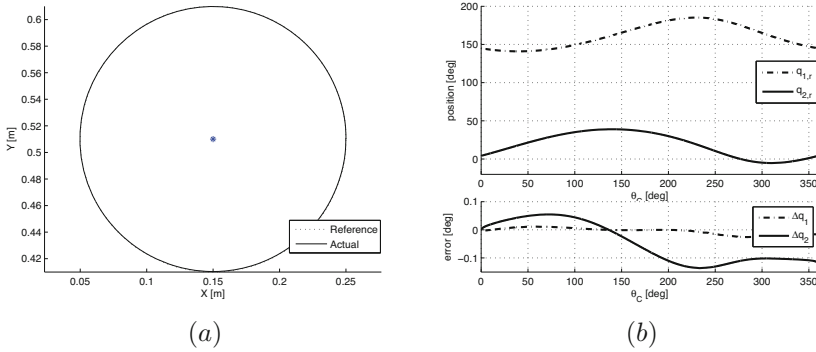 0.6
0.58
0.56
0.54
0.52
0.5
0.48
0.46
0.44
0.42
Y [m]
0.05 0.1 0.15 0.2 0.25
X [m]
Reference
Actual
(a)
200
150
100
50
0
position [deg]
q1,r
q2,r
0 50 100 150 200 250 300 350
θC [deg]
0.1
0
−0.1
error [deg]
Δq1
Δq2
0 50 100 150 200 250 300 350
θC [deg]
(b)